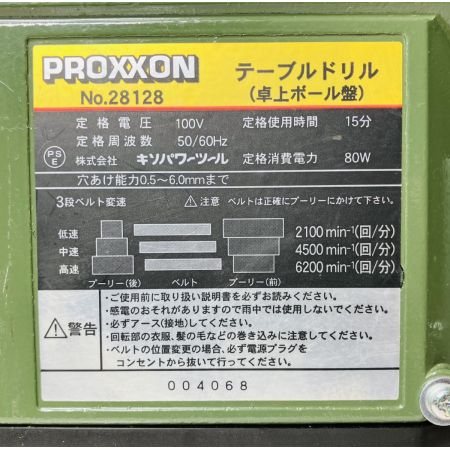 PROXXON
No.28128
テーブルドリル
(卓上ボール盤)
定格電圧 100V 定格使用時間 15分
定格周波数 50/60Hz
PSE 株式会社 キソパワーツール 定格消費電力 80W
穴あけ能力0.5~6.0mmまで
3段ベルト変速 ⚠注意 ベルトは正確にプーリーにかけて下さい。
低速 2100min⁻¹(回/分)
中速 4500min⁻¹(回/分)
高速 6200min⁻¹(回/分)
プーリー(後) ベルト プーリー(前)
⚠警告
・ご使用前に取り扱い説明書を必ずお読みください。
・感電のおそれがありますので雨中では使用しないでください。
・必ずアース(接地)してください。
・回転部の衣服、髪の毛などの巻き込みに注意してください。
・ベルトの位置変更の場合、必ず電源プラグを
コンセントから抜いて行ってください。
004068